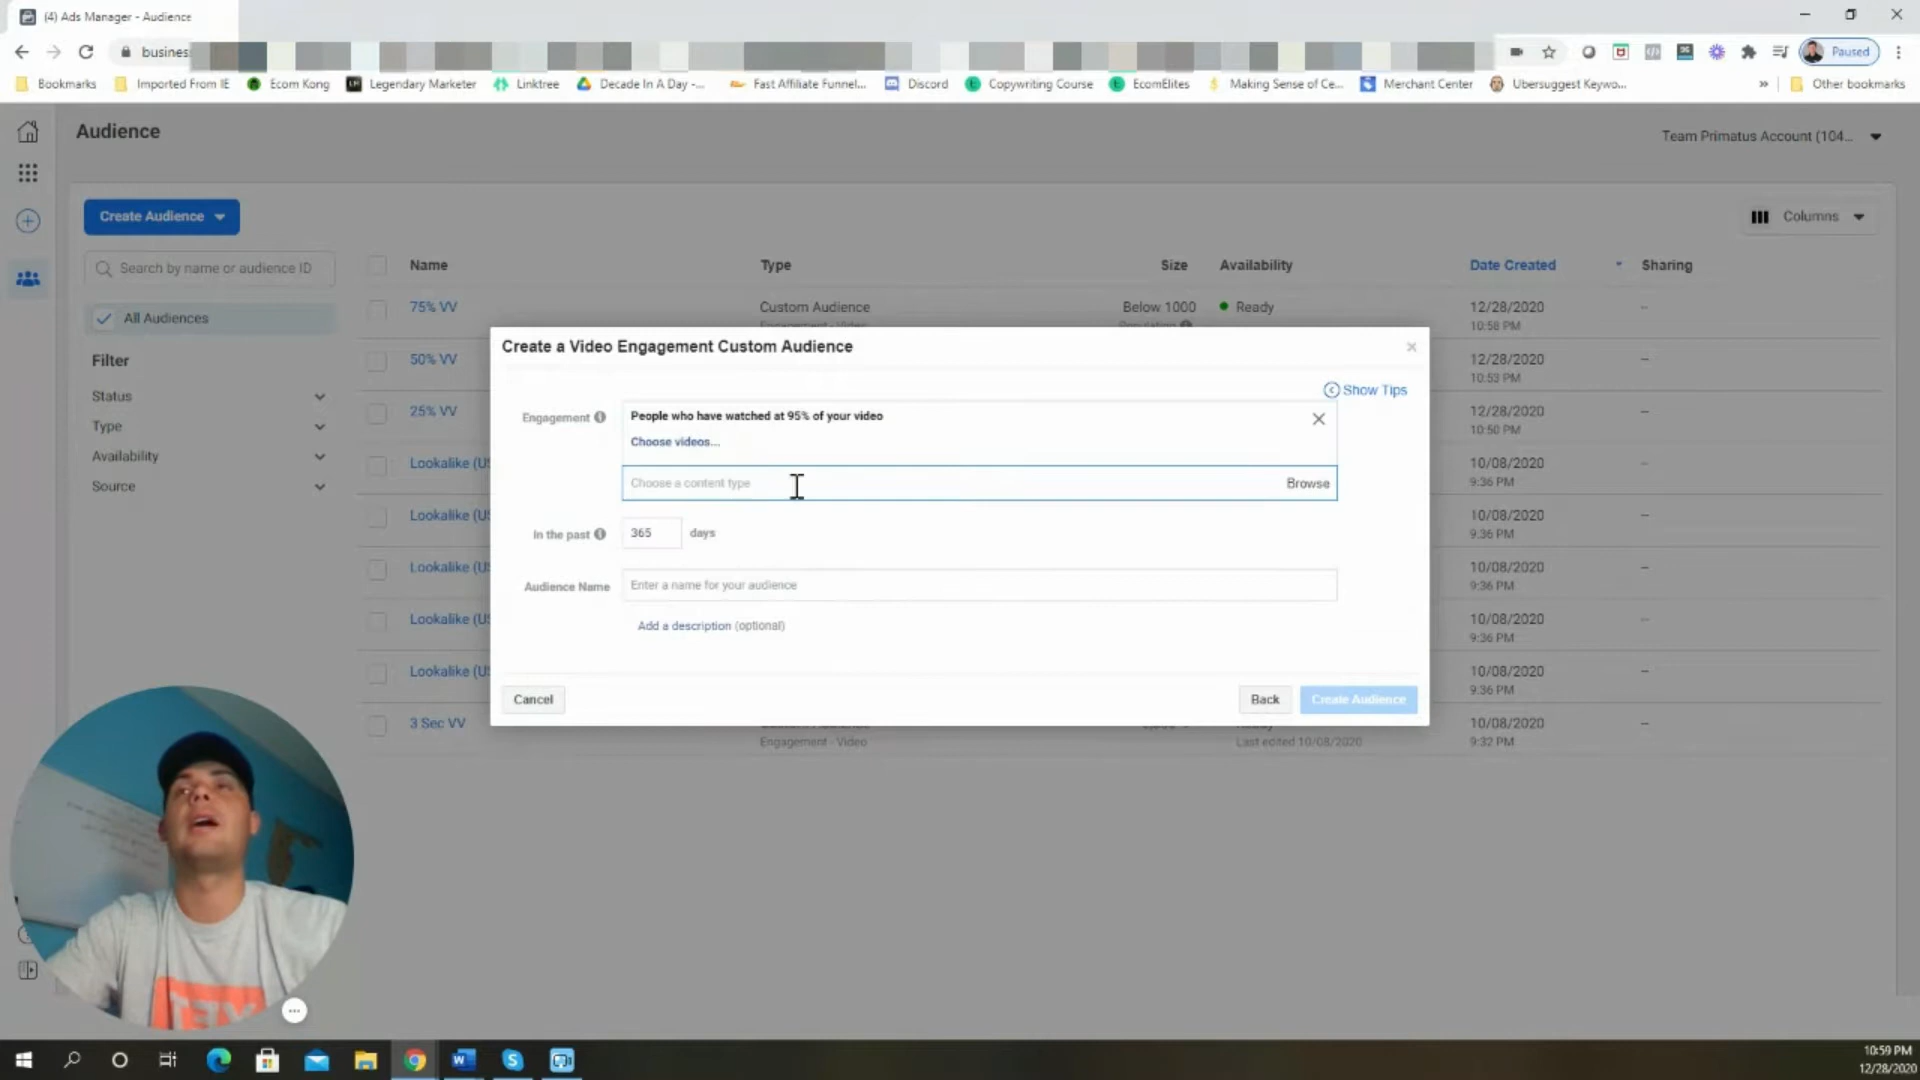 (4) Ads Manager - Audience
busines
Paused
Bookmarks
Imported From IE
Ecom Kong
Legendary Marketer
Linktree
Decade In A Day -...
Fast Affiliate Funnel...
Discord
Copywriting Course
EcomElites
Making Sense of Ce...
Merchant Center
Ubersuggest Keywo...
»
Other bookmarks
Audience
Team Primatus Account (104...
Create Audience
Columns
Search by name or audience ID
Name
Type
Size
Availability
Date Created
Sharing
All Audiences
75% VV
Custom Audience
Below 1000
Ready
12/28/2020
--
Engagement - Video
10:58 PM
Create a Video Engagement Custom Audience
Filter
50% VV
12/28/2020
--
10:53 PM
Show Tips
Status
Type
Availability
Source
25% VV
12/28/2020
--
10:50 PM
Engagement
People who have watched at 95% of your video
Choose videos...
Lookalike (U
10/08/2020
--
9:36 PM
Choose a content type
Browse
Lookalike (U
10/08/2020
--
9:36 PM
In the past
365
days
Lookalike (U
10/08/2020
--
9:36 PM
Audience Name
Enter a name for your audience
Lookalike (U
10/08/2020
--
9:36 PM
Add a description (optional)
Lookalike (U
10/08/2020
--
9:36 PM
Cancel
Back
Create Audience
3 Sec VV
10/08/2020
--
Engagement - Video
Last edited 10/08/2020
9:32 PM
10:59 PM
12/28/2020